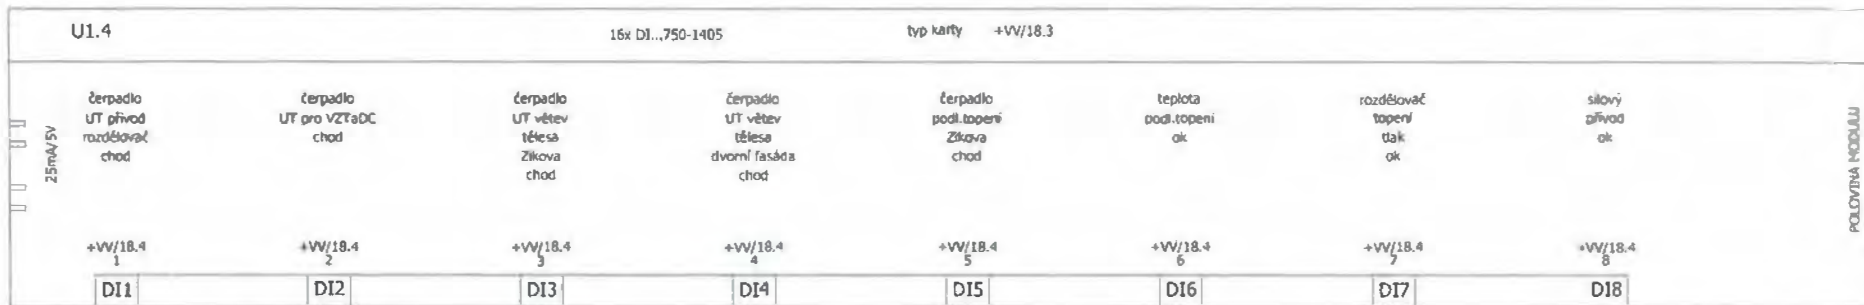 U1.4 16x DI..,750-1405 typ karty +VV/18.3
25mA/5V
čerpadlo
UT přívod
rozdělovač
chod
čerpadlo
UT pro VZTaDC
chod
čerpadlo
UT větev
tělesa
Zikova
chod
čerpadlo
UT větev
tělesa
dvorní fasáda
chod
čerpadlo
podl.topení
Zikova
chod
teplota
podl.topení
ok
rozdělovač
topení
tlak
ok
silový
přívod
ok
POLOVINA MODULU
+VV/18.4 +VV/18.4 +VV/18.4 +VV/18.4 +VV/18.4 +VV/18.4 +VV/18.4 +VV/18.4
1 2 3 4 5 6 7 8
DI1 DI2 DI3 DI4 DI5 DI6 DI7 DI8